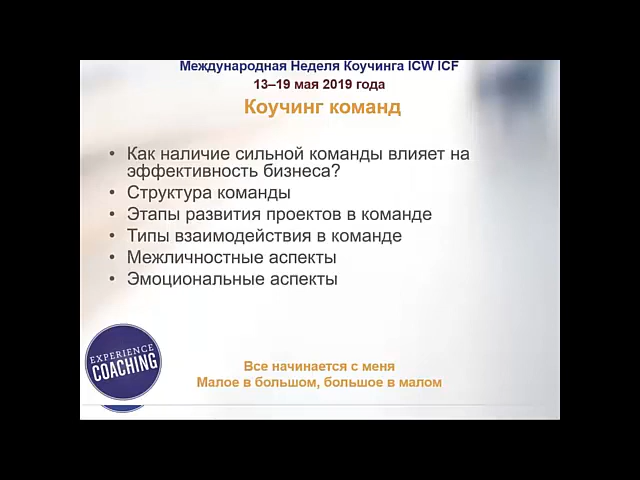 Международная Неделя Коучинга ICW ICF
13–19 мая 2019 года
Коучинг команд
• Как наличие сильной команды влияет на
эффективность бизнеса?
• Структура команды
• Этапы развития проектов в команде
• Типы взаимодействия в команде
• Межличностные аспекты
• Эмоциональные аспекты
EXPERIENCE
COACHING
Все начинается с меня
Малое в большом, большое в малом